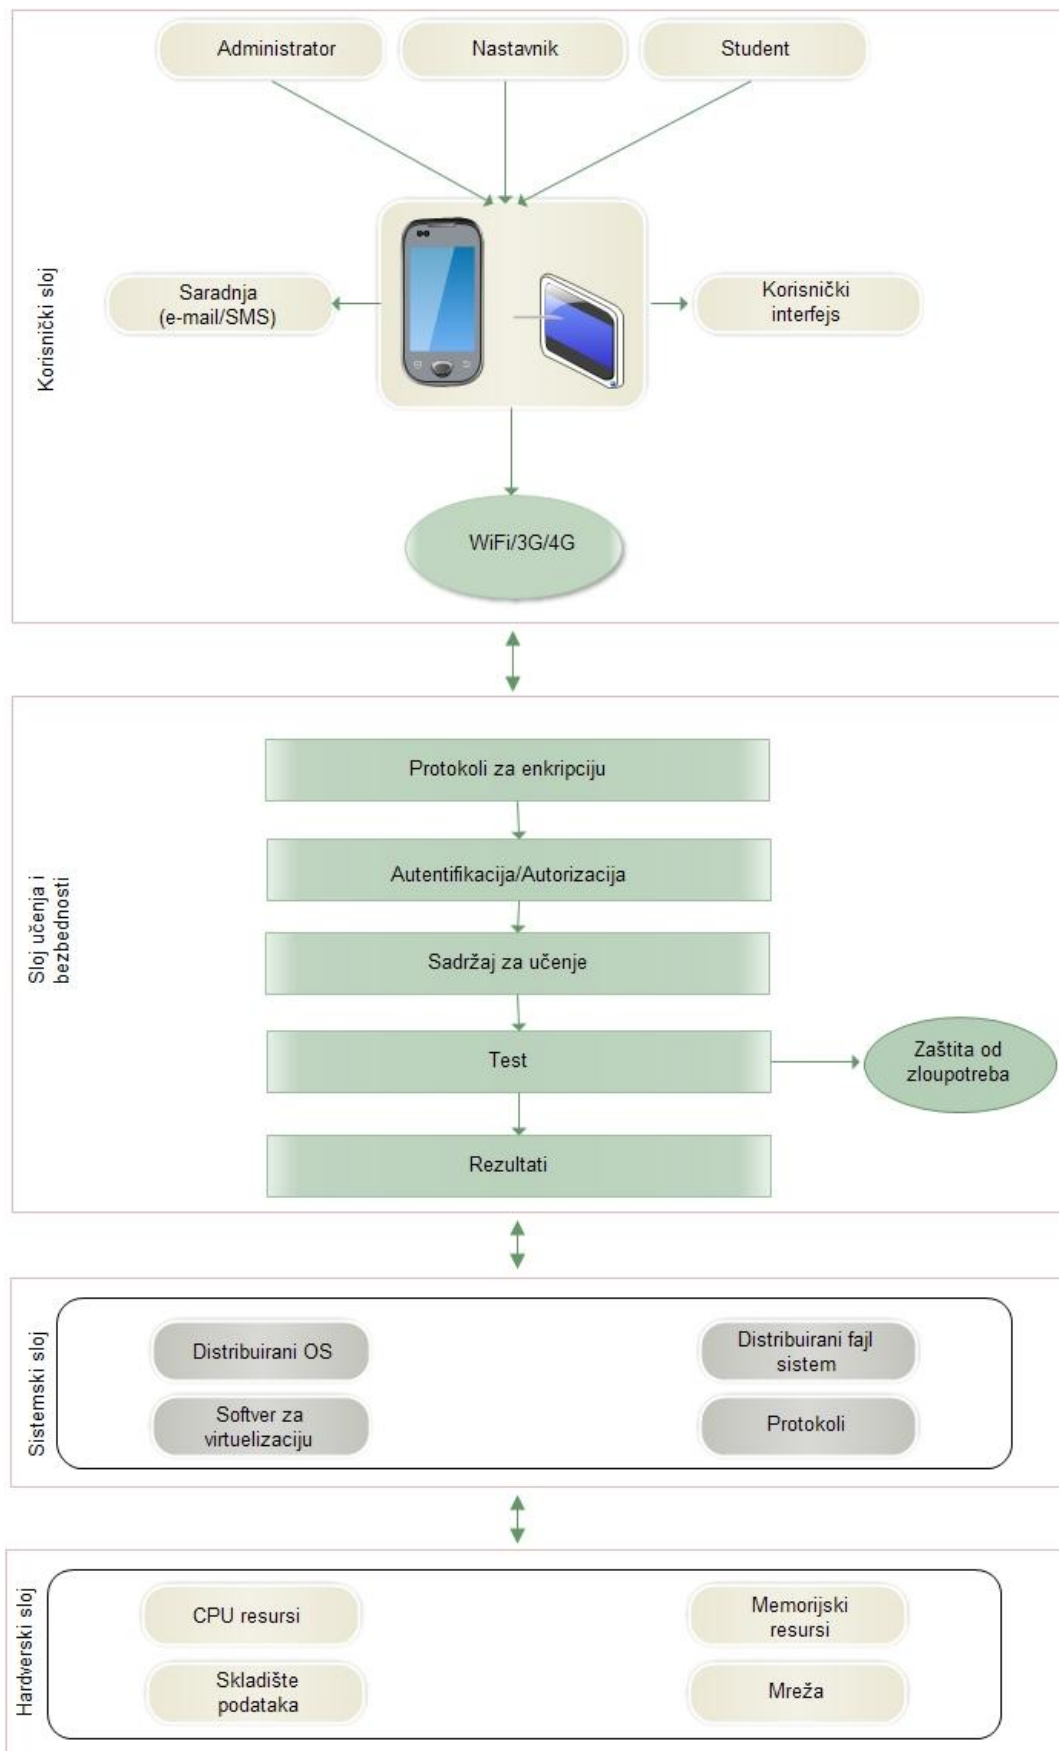 Administrator
Nastavnik
Student
Korisnički sloj
Saradnja
(e-mail/SMS)
Korisnički
interfejs
WiFi/3G/4G
Sloj učenja i
bezbednosti
Protokoli za enkripciju
Autentifikacija/Autorizacija
Sadržaj za učenje
Test
Zaštita od
zloupotreba
Rezultati
Sistemski sloj
Distribuirani OS
Distribuirani fajl
sistem
Softver za
virtuelizaciju
Protokoli
Hardverski sloj
CPU resursi
Memorijski
resursi
Skladište
podataka
Mreža